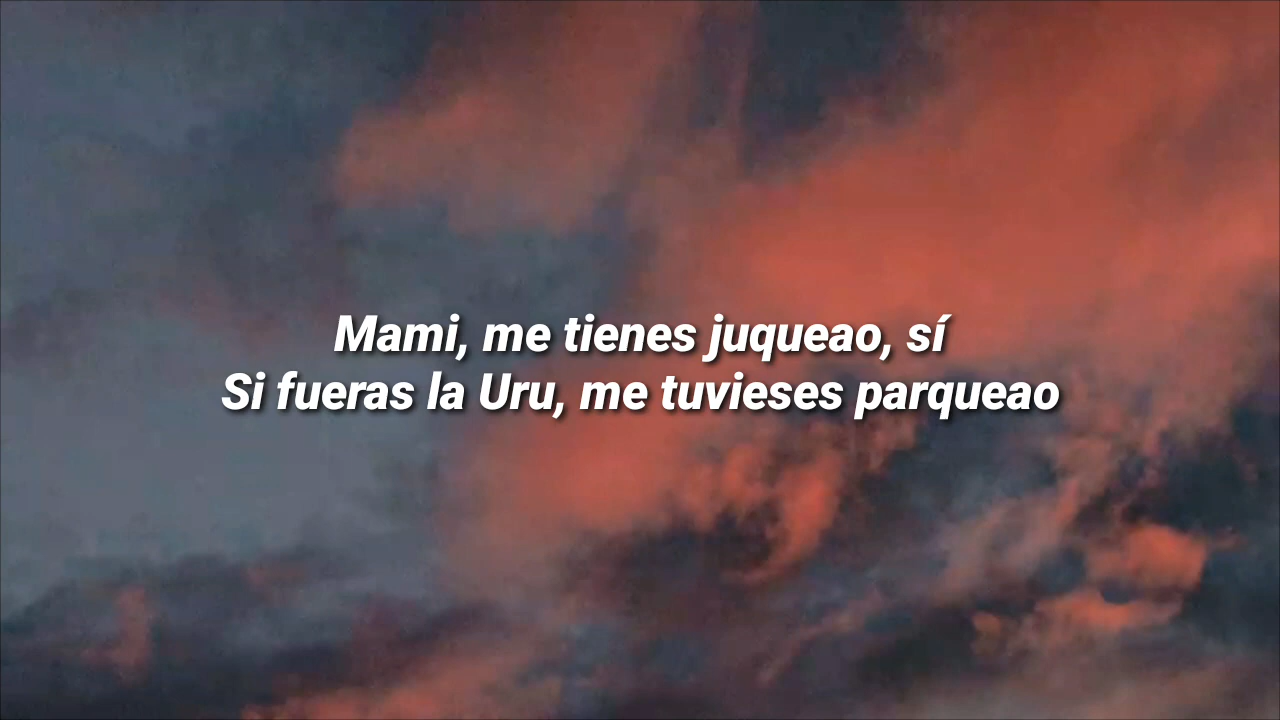 Mami, me tienes juqueao, sí
Si fueras la Uru, me tuvieses parqueao